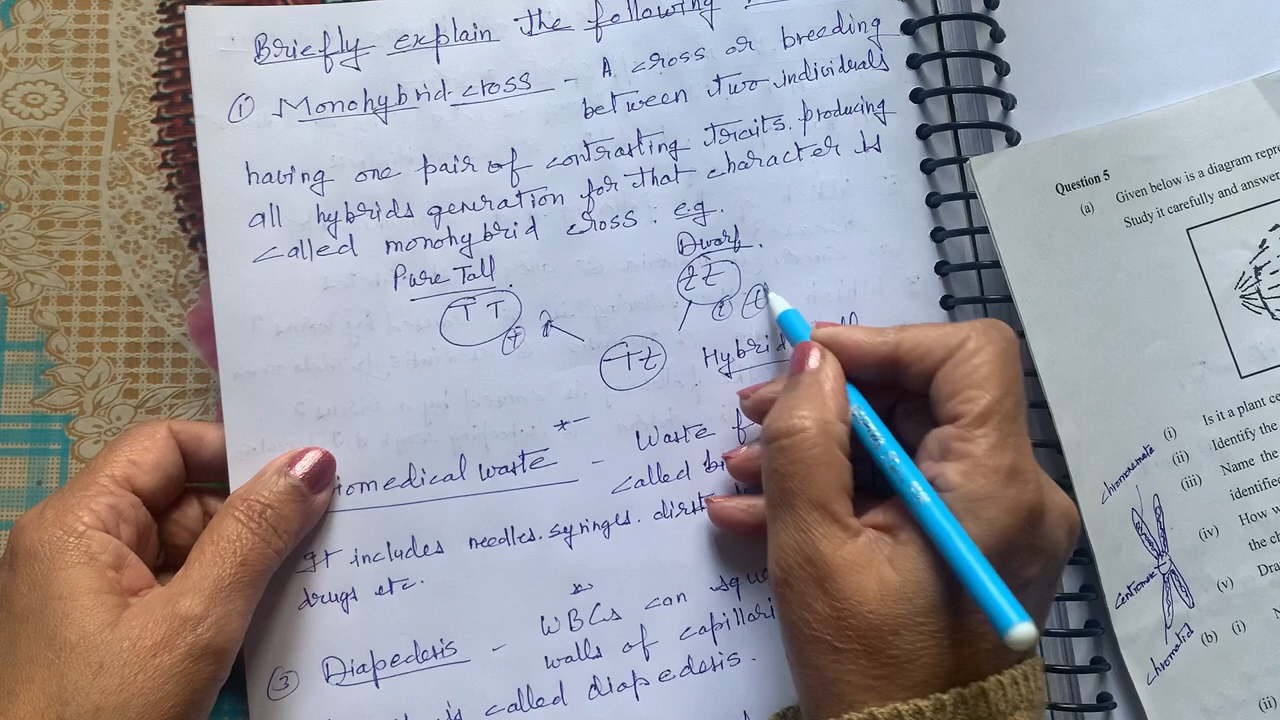 Briefly explain the following
① Monohybrid cross - A cross or breeding
between two individuals
having one pair of contrasting traits. producing
all hybrids generation for that character is
called monohybrid cross. e.g.
Pure Tall.
Dwarf.
TT
tt
t t
Tt
Hybrid
Biomedical waste - Waste
called
It includes needles. syringes.
drugs etc.
③ Diapedesis - WBCs can
walls of
is called diapedesis.
Question 5
(a) Given below is a diagram
Study it carefully and
(i) Is it a plant
(ii) Identify the
(iii) Name the
identified
(iv) How
the
(v)
(b) (i)
(ii)
Centromere
Chromatid